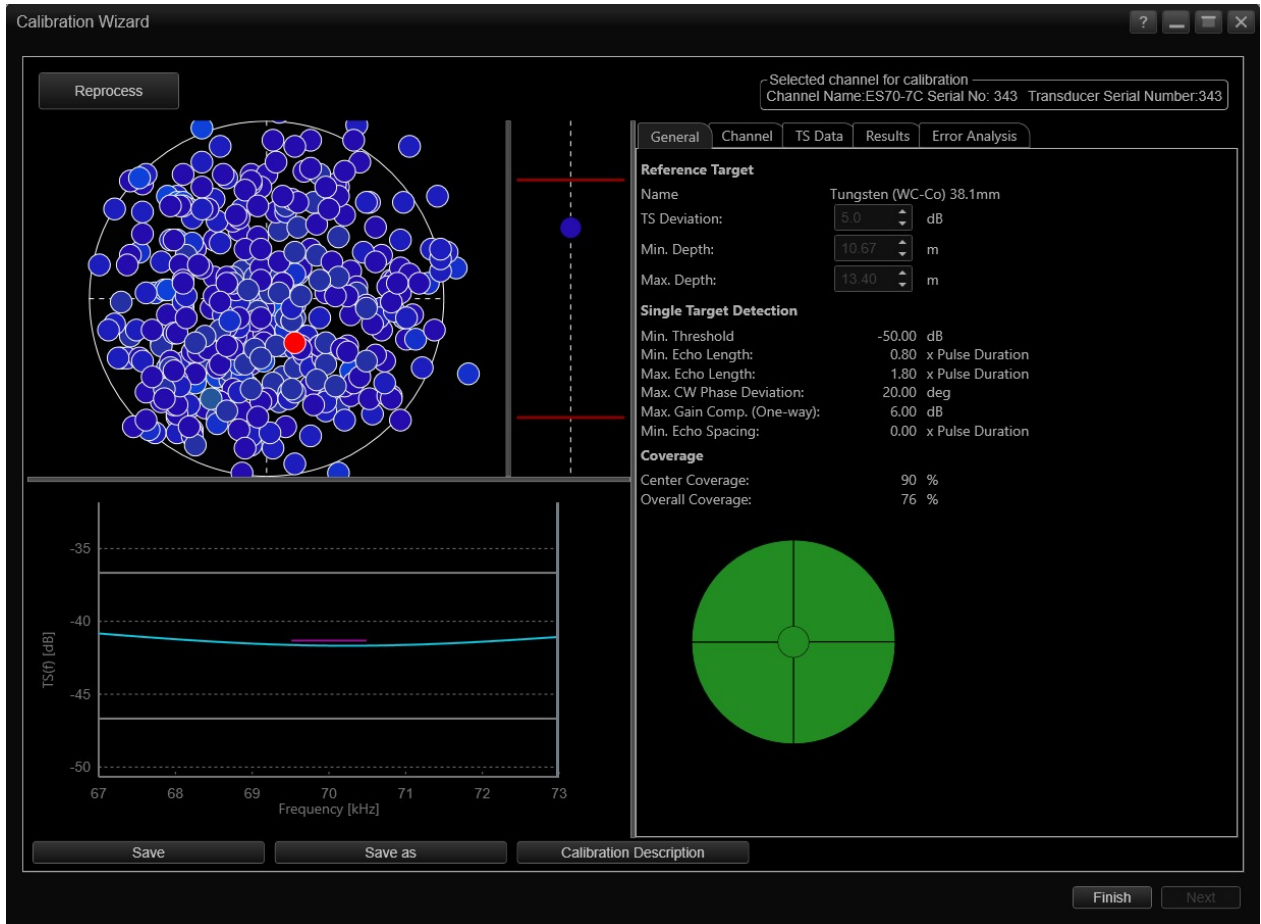 Calibration Wizard
?
Reprocess
Selected channel for calibration
Channel Name:ES70-7C Serial No: 343 Transducer Serial Number:343
General Channel TS Data Results Error Analysis
Reference Target
Name Tungsten (WC-Co) 38.1mm
TS Deviation: 5.0 dB
Min. Depth: 10.67 m
Max. Depth: 13.40 m
Single Target Detection
Min. Threshold -50.00 dB
Min. Echo Length: 0.80 x Pulse Duration
Max. Echo Length: 1.80 x Pulse Duration
Max. CW Phase Deviation: 20.00 deg
Max. Gain Comp. (One-way): 6.00 dB
Min. Echo Spacing: 0.00 x Pulse Duration
Coverage
Center Coverage: 90 %
Overall Coverage: 76 %
TS(f) [dB]
-35
-40
-45
-50
67 68 69 70 71 72 73
Frequency [kHz]
Save Save as Calibration Description
Finish Next